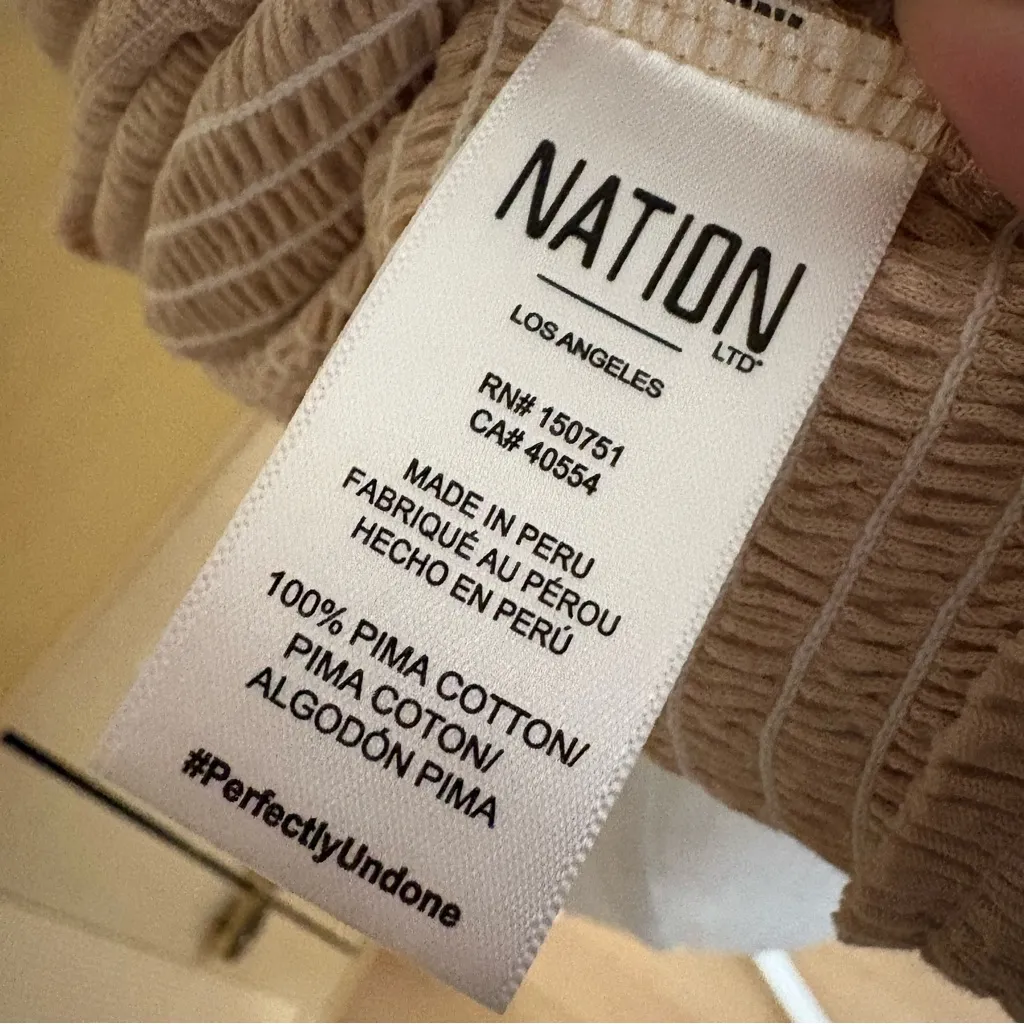 NATION
LTD®
LOS ANGELES
RN# 150751
CA# 40554
MADE IN PERU
FABRIQUÉ AU PÉROU
HECHO EN PERÚ
100% PIMA COTTON/
PIMA COTON/
ALGODÓN PIMA
#PerfectlyUndone